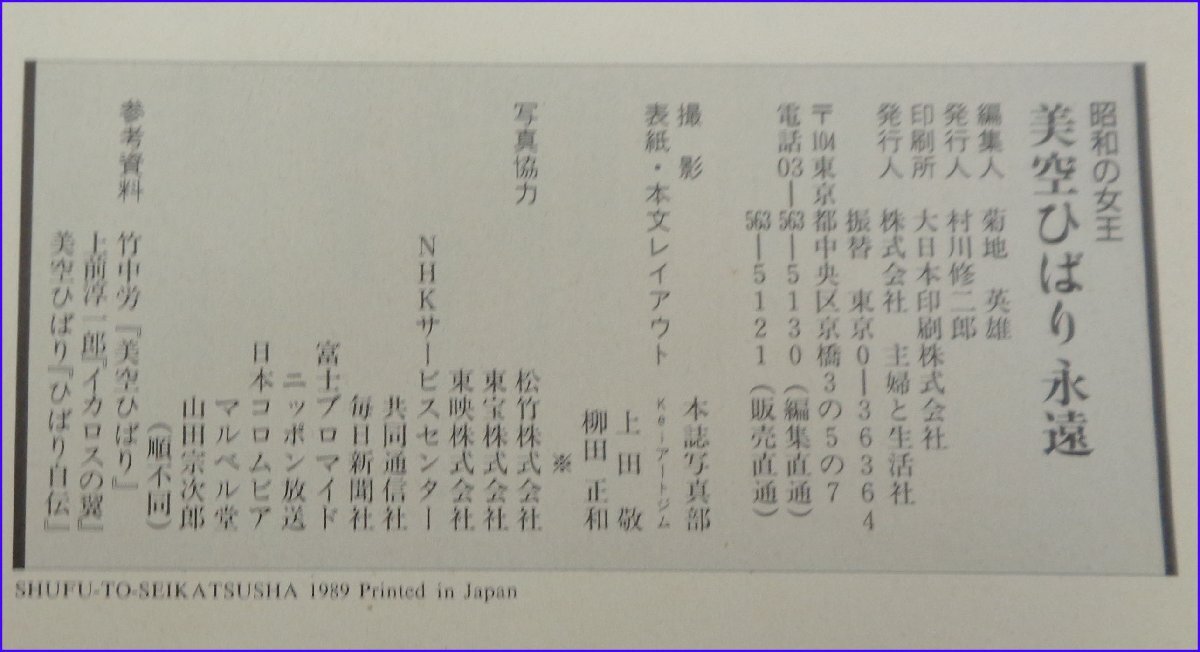 昭和の女王
美空ひばり永遠
編集人 菊地 英雄
発行人 村川修二郎
印刷所 大日本印刷株式会社
発行人 株式会社 主婦と生活社
振替 東京0―36364
〒104東京都中央区京橋3の5の7
電話03―563―5130(編集直通)
563―5121(販売直通)
撮 影 本誌写真部
表紙・本文レイアウト Kei―アートジム
上田 敬
柳田 正和
※
写真協力 松竹株式会社
東宝株式会社
東映株式会社
NHKサービスセンター
共同通信社
毎日新聞社
富士ブロマイド
ニッポン放送
日本コロムビア
マルベル堂
山田宗次郎
(順不同)
参考資料 竹中労『美空ひばり』
上前淳一郎『イカロスの翼』
美空ひばり『ひばり自伝』
SHUFU-TO-SEIKATSUSHA 1989 Printed in Japan